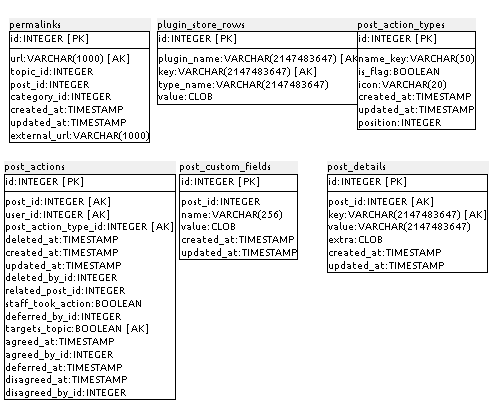 permalinks
id:INTEGER [PK]
url:VARCHAR(1000) [AK]
topic_id:INTEGER
post_id:INTEGER
category_id:INTEGER
created_at:TIMESTAMP
updated_at:TIMESTAMP
external_url:VARCHAR(1000)
plugin_store_rows
id:INTEGER [PK]
plugin_name:VARCHAR(2147483647) [AK
key:VARCHAR(2147483647) [AK]
type_name:VARCHAR(2147483647)
value:CLOB
post_action_types
id:INTEGER [PK]
name_key:VARCHAR(50)
is_flag:BOOLEAN
icon:VARCHAR(20)
created_at:TIMESTAMP
updated_at:TIMESTAMP
position:INTEGER
post_actions
id:INTEGER [PK]
post_id:INTEGER [AK]
user_id:INTEGER [AK]
post_action_type_id:INTEGER [AK]
deleted_at:TIMESTAMP
created_at:TIMESTAMP
updated_at:TIMESTAMP
deleted_by_id:INTEGER
related_post_id:INTEGER
staff_took_action:BOOLEAN
deferred_by_id:INTEGER
targets_topic:BOOLEAN [AK]
agreed_at:TIMESTAMP
agreed_by_id:INTEGER
deferred_at:TIMESTAMP
disagreed_at:TIMESTAMP
disagreed_by_id:INTEGER
post_custom_fields
id:INTEGER [PK]
post_id:INTEGER
name:VARCHAR(256)
value:CLOB
created_at:TIMESTAMP
updated_at:TIMESTAMP
post_details
id:INTEGER [PK]
post_id:INTEGER [AK]
key:VARCHAR(2147483647) [AK]
value:VARCHAR(2147483647)
extra:CLOB
created_at:TIMESTAMP
updated_at:TIMESTAMP